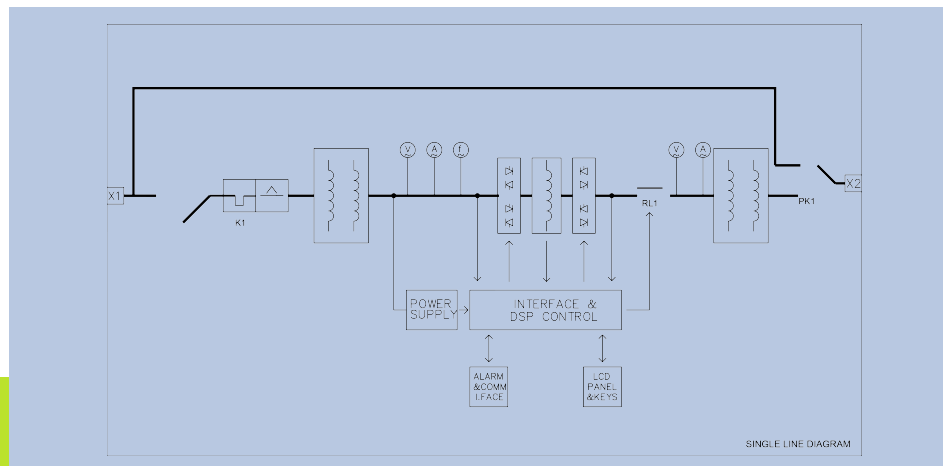 V
A
f
V
A
X1
X2
K1
RL1
PK1
POWER
SUPPLY
INTERFACE &
DSP CONTROL
ALARM
&COMM
I.FACE
LCD
PANEL
&KEYS
SINGLE LINE DIAGRAM